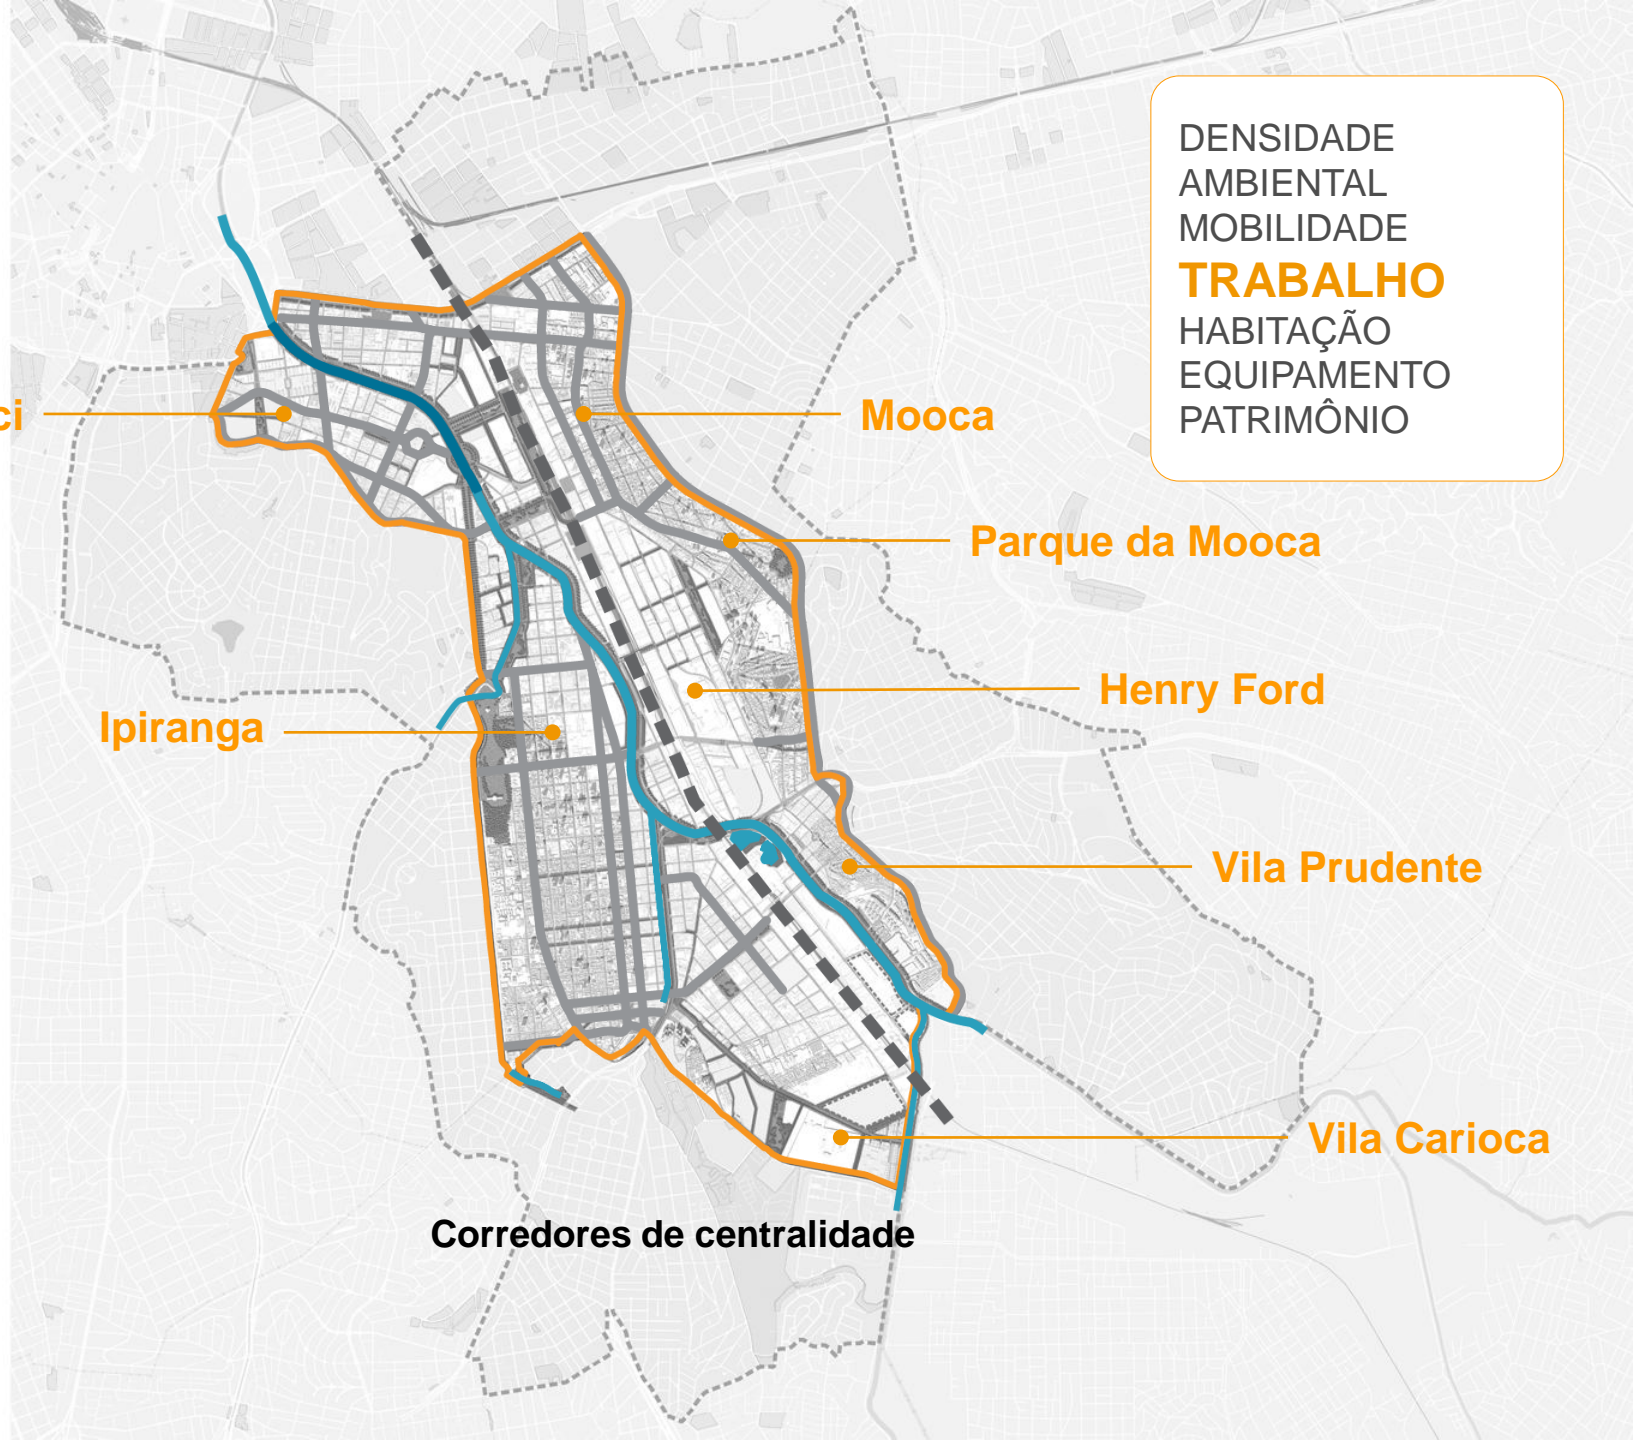 DENSIDADE
AMBIENTAL
MOBILIDADE
TRABALHO
HABITAÇÃO
EQUIPAMENTO
PATRIMÔNIO
Mooca
Parque da Mooca
Henry Ford
Ipiranga
Vila Prudente
Vila Carioca
Corredores de centralidade